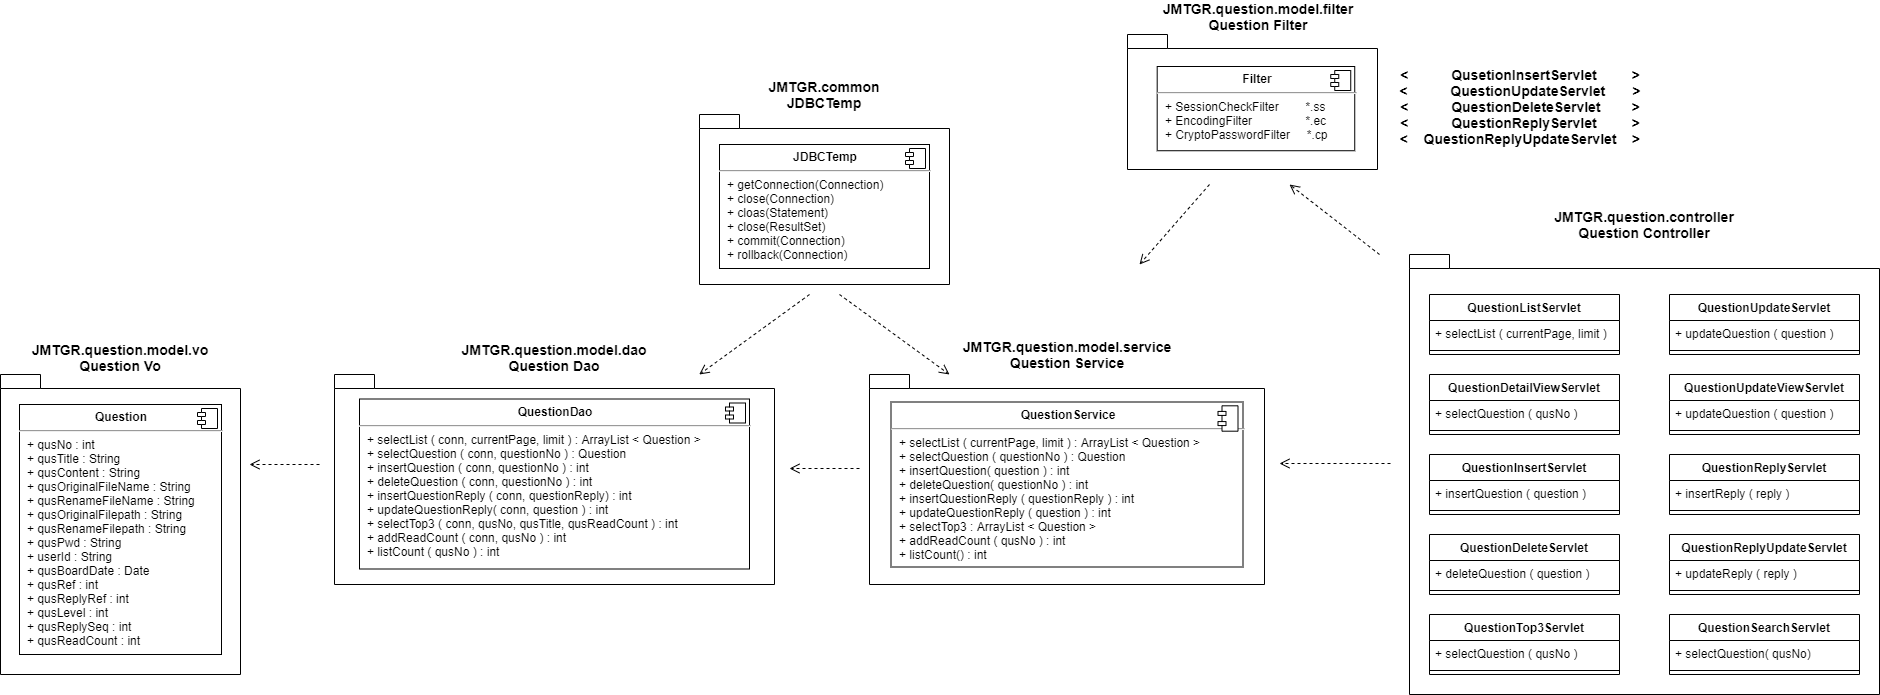 JMTGR.question.model.filter
Question Filter
Filter
+ SessionCheckFilter *.ss
+ EncodingFilter *.ec
+ CryptoPasswordFilter *.cp
< QusetionInsertServlet >
< QuestionUpdateServlet >
< QuestionDeleteServlet >
< QuestionReplyServlet >
< QuestionReplyUpdateServlet >
JMTGR.common
JDBCTemp
JDBCTemp
+ getConnection(Connection)
+ close(Connection)
+ cloas(Statement)
+ close(ResultSet)
+ commit(Connection)
+ rollback(Connection)
JMTGR.question.model.vo
Question Vo
Question
+ qusNo : int
+ qusTitle : String
+ qusContent : String
+ qusOriginalFileName : String
+ qusRenameFileName : String
+ qusOriginalFilepath : String
+ qusRenameFilepath : String
+ qusPwd : String
+ userId : String
+ qusBoardDate : Date
+ qusRef : int
+ qusReplyRef : int
+ qusLevel : int
+ qusReplySeq : int
+ qusReadCount : int
JMTGR.question.model.dao
Question Dao
QuestionDao
+ selectList ( conn, currentPage, limit ) : ArrayList < Question >
+ selectQuestion ( conn, questionNo ) : Question
+ insertQuestion ( conn, questionNo ) : int
+ deleteQuestion ( conn, questionNo ) : int
+ insertQuestionReply ( conn, questionReply) : int
+ updateQuestionReply( conn, question ) : int
+ selectTop3 ( conn, qusNo, qusTitle, qusReadCount ) : int
+ addReadCount ( conn, qusNo ) : int
+ listCount ( qusNo ) : int
JMTGR.question.model.service
Question Service
QuestionService
+ selectList ( currentPage, limit ) : ArrayList < Question >
+ selectQuestion ( questionNo ) : Question
+ insertQuestion( question ) : int
+ deleteQuestion( questionNo ) : int
+ insertQuestionReply ( questionReply ) : int
+ updateQuestionReply ( question ) : int
+ selectTop3 : ArrayList < Question >
+ addReadCount ( qusNo ) : int
+ listCount() : int
JMTGR.question.controller
Question Controller
QuestionListServlet
+ selectList ( currentPage, limit )
QuestionUpdateServlet
+ updateQuestion ( question )
QuestionDetailViewServlet
+ selectQuestion ( qusNo )
QuestionUpdateViewServlet
+ updateQuestion ( question )
QuestionInsertServlet
+ insertQuestion ( question )
QuestionReplyServlet
+ insertReply ( reply )
QuestionDeleteServlet
+ deleteQuestion ( question )
QuestionReplyUpdateServlet
+ updateReply ( reply )
QuestionTop3Servlet
+ selectQuestion ( qusNo )
QuestionSearchServlet
+ selectQuestion( qusNo)